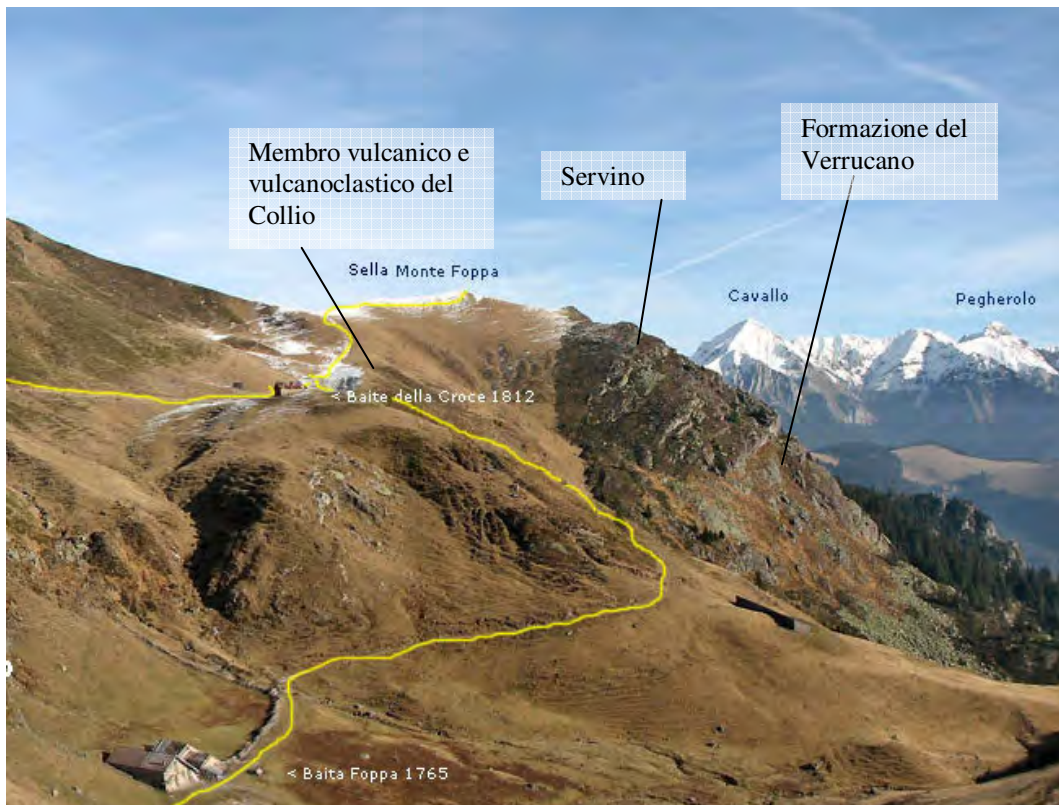 Membro vulcanico e
vulcanoclastico del
Collio
Servino
Formazione del
Verrucano
Sella Monte Foppa
Cavallo
Pegherolo
< Baite della Croce 1812
< Baita Foppa 1765